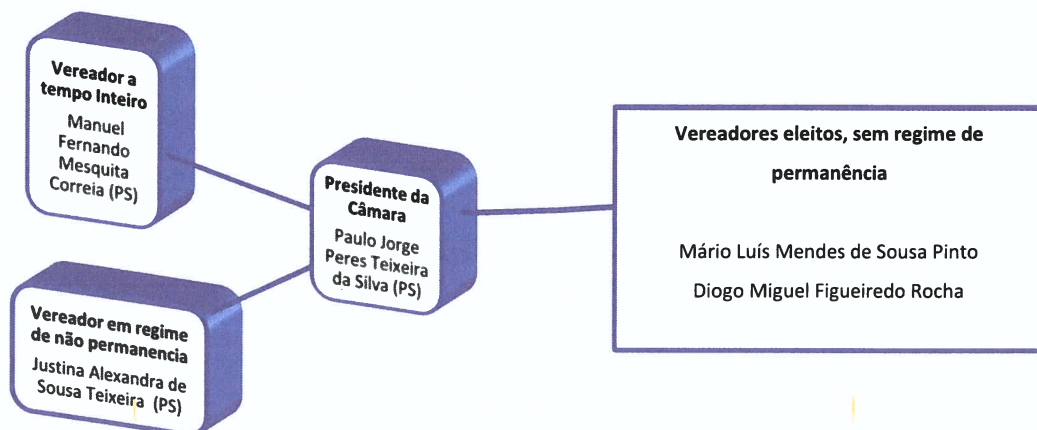 Vereador a
tempo Inteiro
Manuel
Fernando
Mesquita
Correia (PS)
Vereador em regime
de não permanencia
Justina Alexandra de
Sousa Teixeira (PS)
Presidente da
Câmara
Paulo Jorge
Peres Teixeira
da Silva (PS)
Vereadores eleitos, sem regime de
permanência
Mário Luís Mendes de Sousa Pinto
Diogo Miguel Figueiredo Rocha